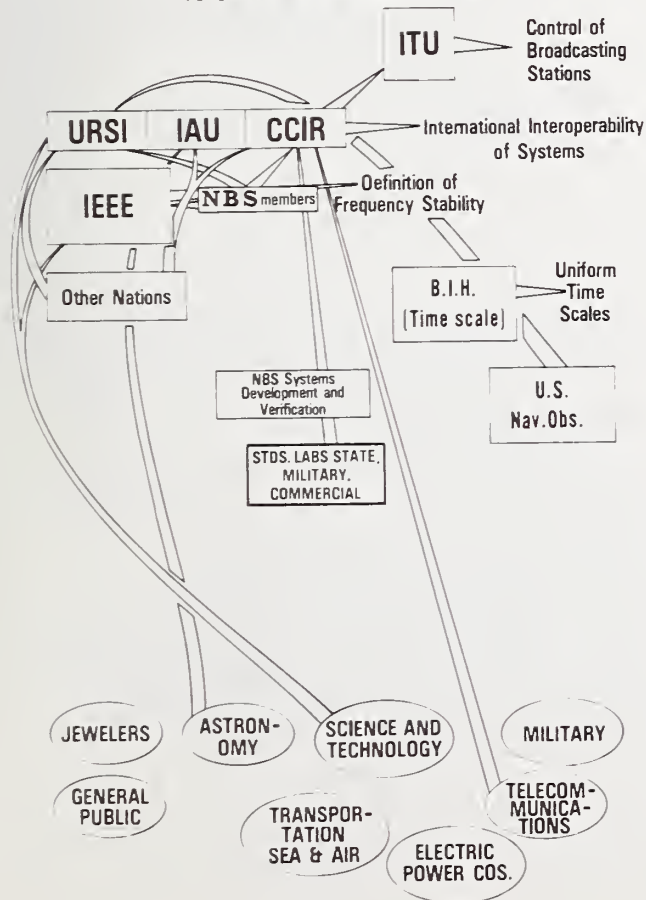 ITU
Control of
Broadcasting
Stations
URSI IAU CCIR
International Interoperability
of Systems
IEEE
NBS members
Definition of
Frequency Stability
Other Nations
B.I.H.
(Time scale)
Uniform
Time
Scales
NBS Systems
Development and
Verification
U.S.
Nav.Obs.
STDS. LABS STATE,
MILITARY,
COMMERCIAL
JEWELERS
ASTRON-
OMY
SCIENCE AND
TECHNOLOGY
MILITARY
GENERAL
PUBLIC
TRANSPOR-
TATION
SEA & AIR
ELECTRIC
POWER COS.
TELECOM-
MUNICA-
TIONS